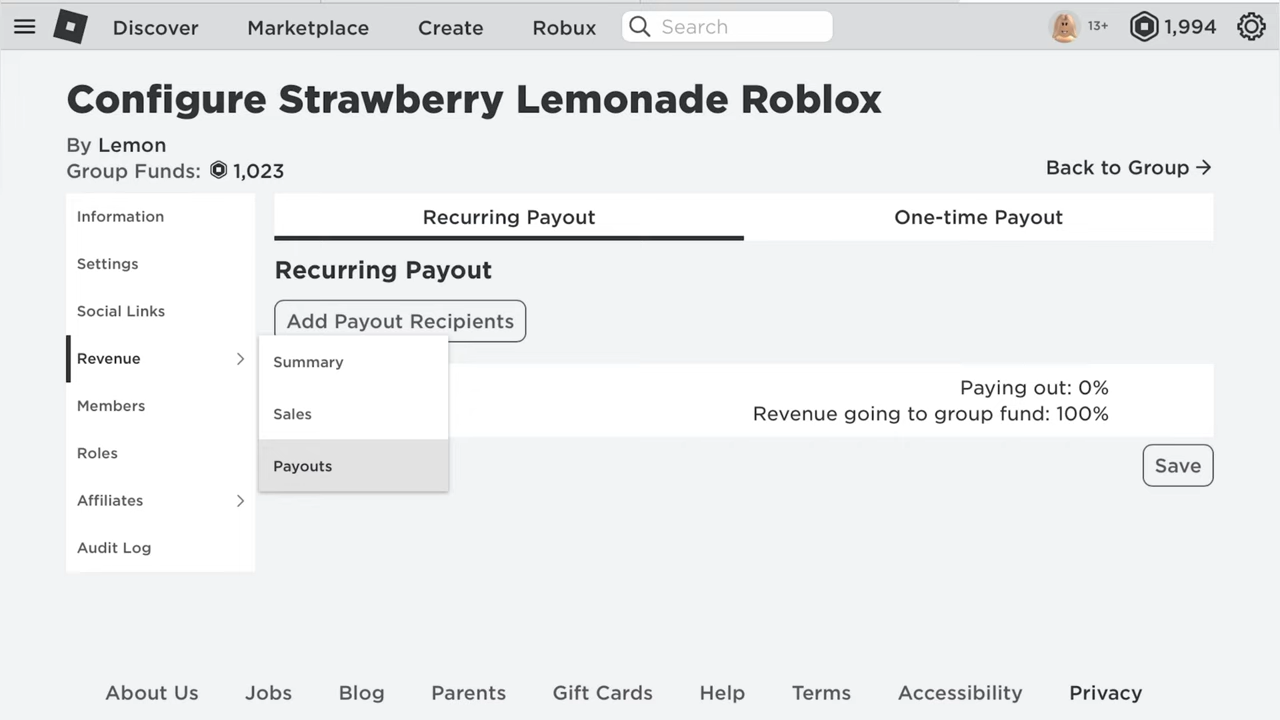 Discover Marketplace Create Robux Search 13+ 1,994
Configure Strawberry Lemonade Roblox
By Lemon
Group Funds: 1,023
Back to Group →
Information
Settings
Social Links
Revenue
Members
Roles
Affiliates
Audit Log
Summary
Sales
Payouts
Recurring Payout One-time Payout
Recurring Payout
Add Payout Recipients
Paying out: 0%
Revenue going to group fund: 100%
Save
About Us Jobs Blog Parents Gift Cards Help Terms Accessibility Privacy